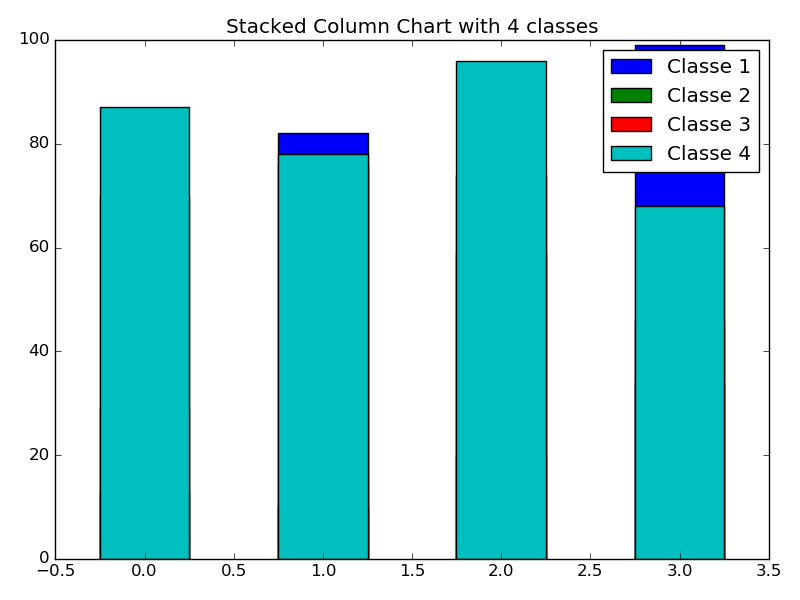 Stacked Column Chart with 4 classes
100
80
60
40
20
0
−0.5 0.0 0.5 1.0 1.5 2.0 2.5 3.0 3.5
Classe 1
Classe 2
Classe 3
Classe 4